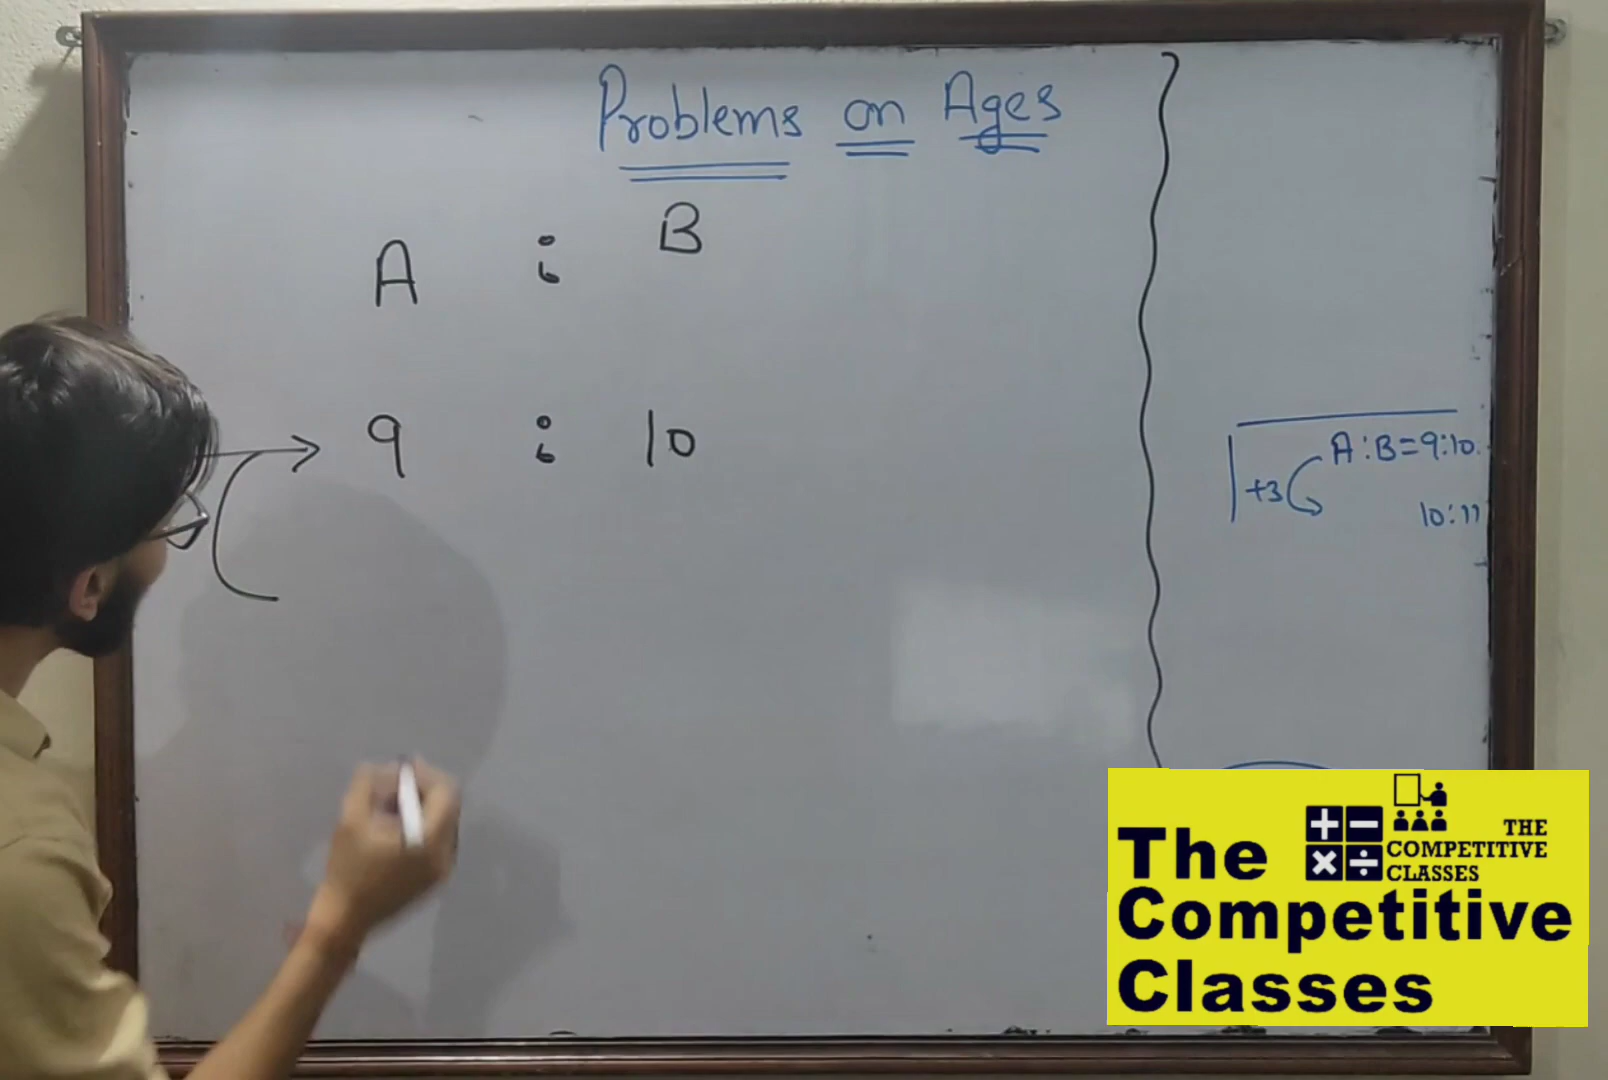 Problems on Ages
A : B
9 : 10
A:B=9:10
+3
10:11
THE
COMPETITIVE
CLASSES
The
Competitive
Classes